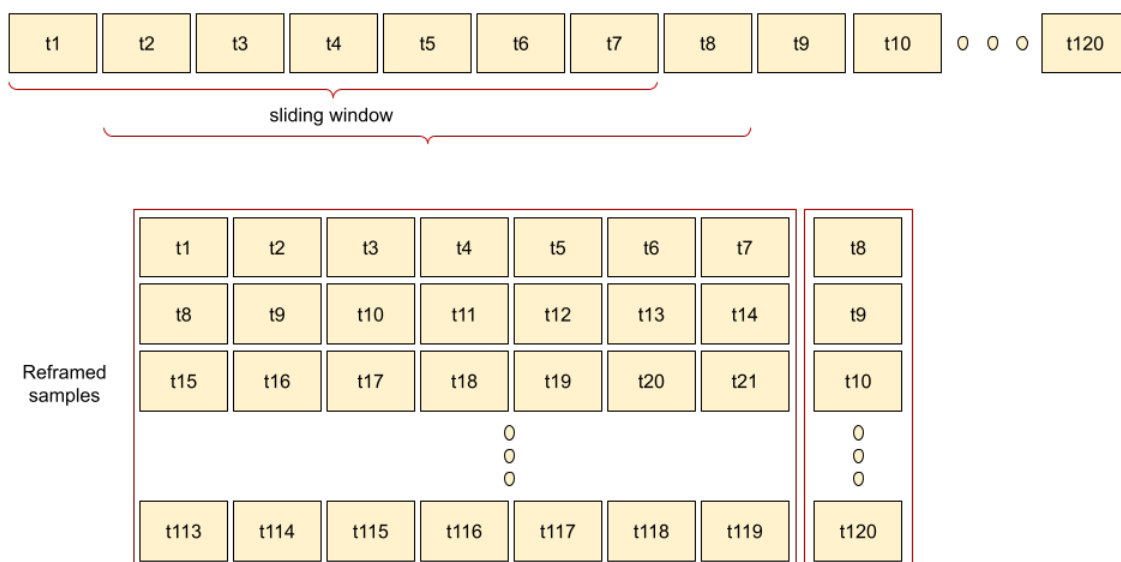 t1 t2 t3 t4 t5 t6 t7 t8 t9 t10 t120
sliding window
t1 t2 t3 t4 t5 t6 t7 t8
t8 t9 t10 t11 t12 t13 t14 t9
Reframed
samples
t15 t16 t17 t18 t19 t20 t21 t10
t113 t114 t115 t116 t117 t118 t119 t120